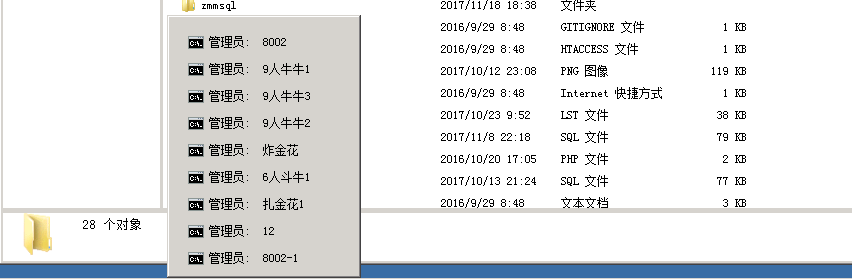 zmmsql 2017/11/18 18:38 文件夹
2016/9/29 8:48 GITIGNORE 文件 1 KB
2016/9/29 8:48 HTACCESS 文件 1 KB
2017/10/12 23:08 PNG 图像 119 KB
2016/9/29 8:48 Internet 快捷方式 1 KB
2017/10/23 9:52 LST 文件 38 KB
2017/11/8 22:18 SQL 文件 79 KB
2016/10/20 17:05 PHP 文件 2 KB
2017/10/13 21:24 SQL 文件 77 KB
2016/9/29 8:48 文本文档 3 KB
管理员: 8002
管理员: 9人牛牛1
管理员: 9人牛牛3
管理员: 9人牛牛2
管理员: 炸金花
管理员: 6人斗牛1
管理员: 扎金花1
管理员: 12
管理员: 8002-1
28 个对象